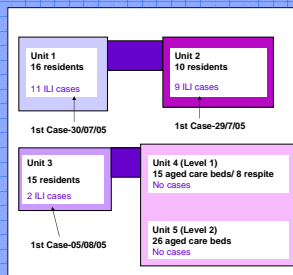 Unit 1
16 residents
11 ILI cases
Unit 2
10 residents
9 ILI cases
1st Case-30/07/05
1st Case-29/7/05
Unit 3
15 residents
2 ILI cases
Unit 4 (Level 1)
15 aged care beds/ 8 respite
No cases
Unit 5 (Level 2)
26 aged care beds
No cases
1st Case-05/08/05